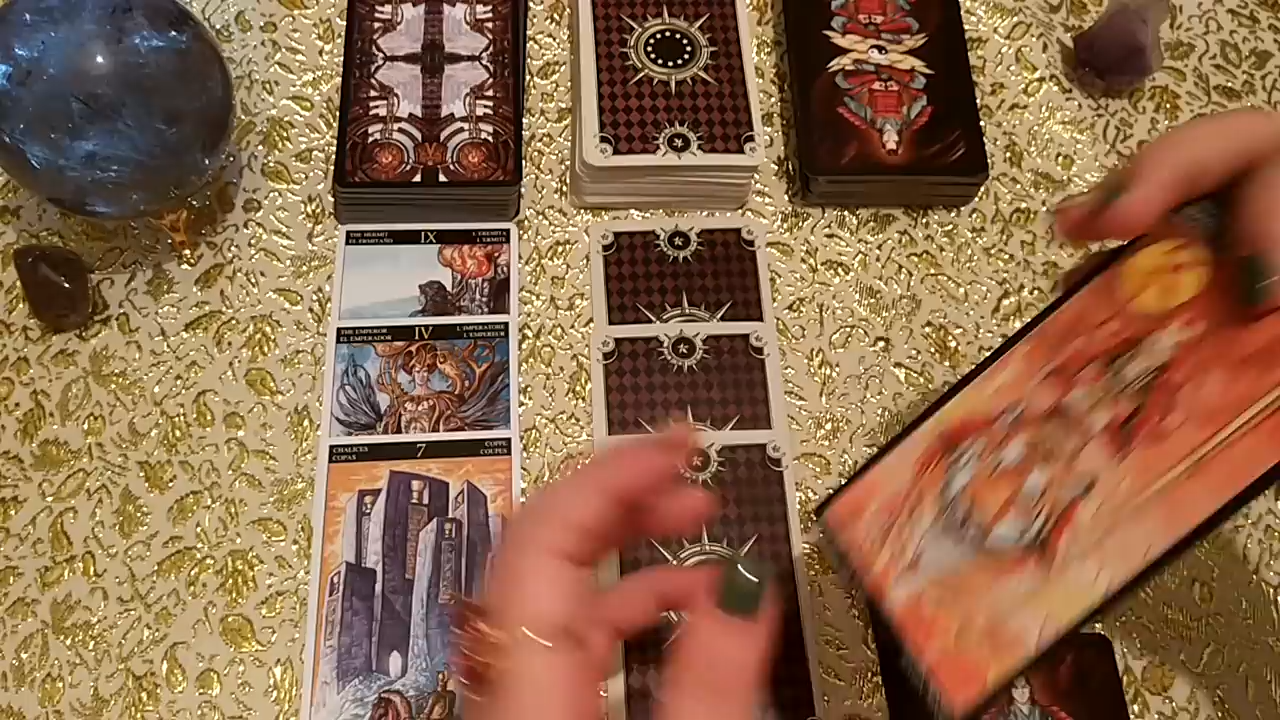 THE HERMIT IX L'EREMITA
EL ERMITAÑO L'ERMITE
THE EMPEROR IV L'IMPERATORE
EL EMPERADOR L'EMPEREUR
CHALICES 7 COPPE
COPAS COUPES